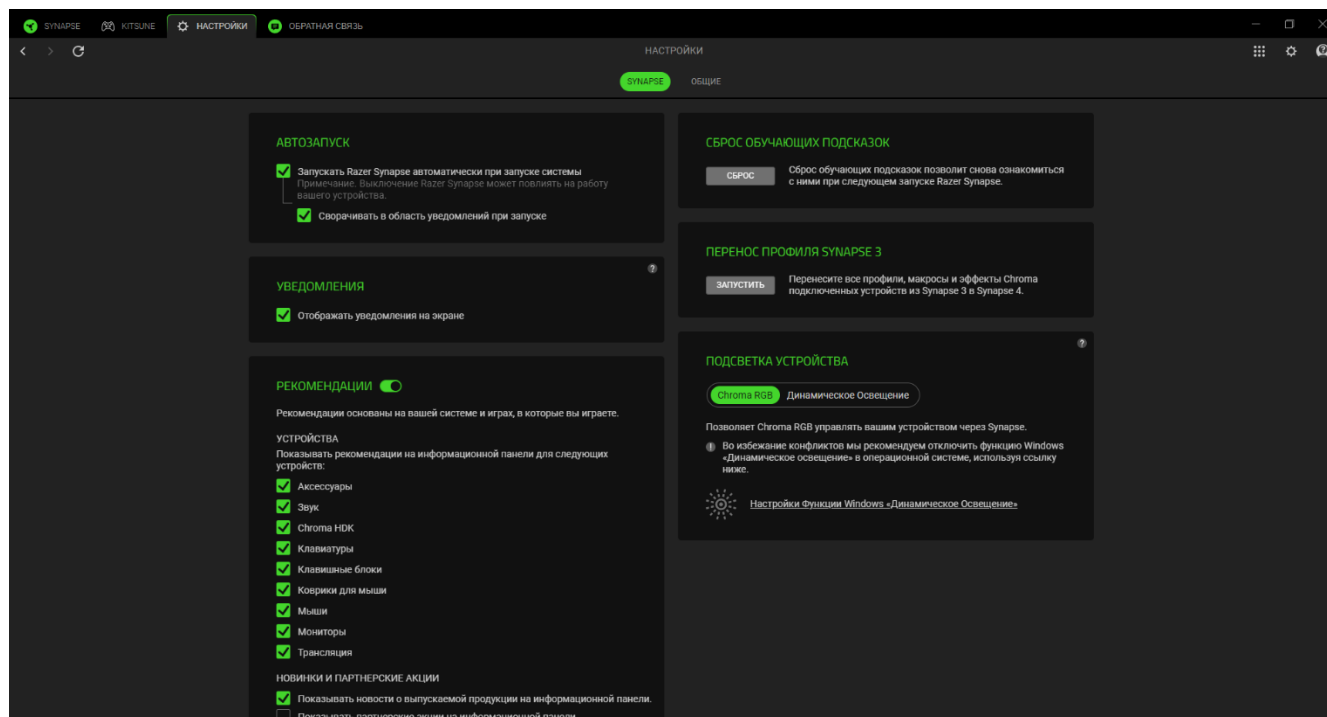 SYNAPSE
KITSUNE
НАСТРОЙКИ
ОБРАТНАЯ СВЯЗЬ
НАСТРОЙКИ
SYNAPSE
ОБЩИЕ
АВТОЗАПУСК
Запускать Razer Synapse автоматически при запуске системы
Примечание. Выключение Razer Synapse может повлиять на работу
вашего устройства.
Сворачивать в область уведомлений при запуске
УВЕДОМЛЕНИЯ
Отображать уведомления на экране
РЕКОМЕНДАЦИИ
Рекомендации основаны на вашей системе и играх, в которые вы играете.
УСТРОЙСТВА
Показывать рекомендации на информационной панели для следующих
устройств:
Аксессуары
Звук
Chroma HDK
Клавиатуры
Клавишные блоки
Коврики для мыши
Мыши
Мониторы
Трансляция
НОВИНКИ И ПАРТНЕРСКИЕ АКЦИИ
Показывать новости о выпускаемой продукции на информационной панели.
Показывать партнерские акции на информационной панели
СБРОС ОБУЧАЮЩИХ ПОДСКАЗОК
СБРОС
Сброс обучающих подсказок позволит снова ознакомиться
с ними при следующем запуске Razer Synapse.
ПЕРЕНОС ПРОФИЛЯ SYNAPSE 3
ЗАПУСТИТЬ
Перенесите все профили, макросы и эффекты Chroma
подключенных устройств из Synapse 3 в Synapse 4.
ПОДСВЕТКА УСТРОЙСТВА
Chroma RGB
Динамическое Освещение
Позволяет Chroma RGB управлять вашим устройством через Synapse.
Во избежание конфликтов мы рекомендуем отключить функцию Windows
«Динамическое освещение» в операционной системе, используя ссылку
ниже.
Настройки Функции Windows «Динамическое Освещение»